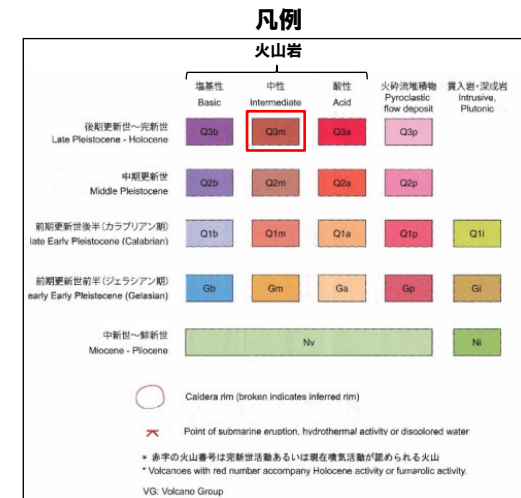 凡例
火山岩
塩基性 中性 酸性 火砕流堆積物 貫入岩・深成岩
Basic Intermediate Acid Pyroclastic flow deposit Intrusive, Plutonic
後期更新世～完新世
Late Pleistocene - Holocene
Q3b Q3m Q3a Q3p
中期更新世
Middle Pleistocene
Q2b Q2m Q2a Q2p
前期更新世後半(カラブリアン期)
late Early Pleistocene (Calabrian)
Q1b Q1m Q1a Q1p Q1i
前期更新世前半(ジェラシアン期)
early Early Pleistocene (Gelasian)
Gb Gm Ga Gp Gi
中新世～鮮新世
Miocene - Pliocene
Nv Ni
Caldera rim (broken indicates inferred rim)
Point of submarine eruption, hydrothermal activity or discolored water
* 赤字の火山番号は完新世活動あるいは現在噴気活動が認められる火山
* Volcanoes with red number accompany Holocene activity or fumarolic activity.
VG: Volcano Group